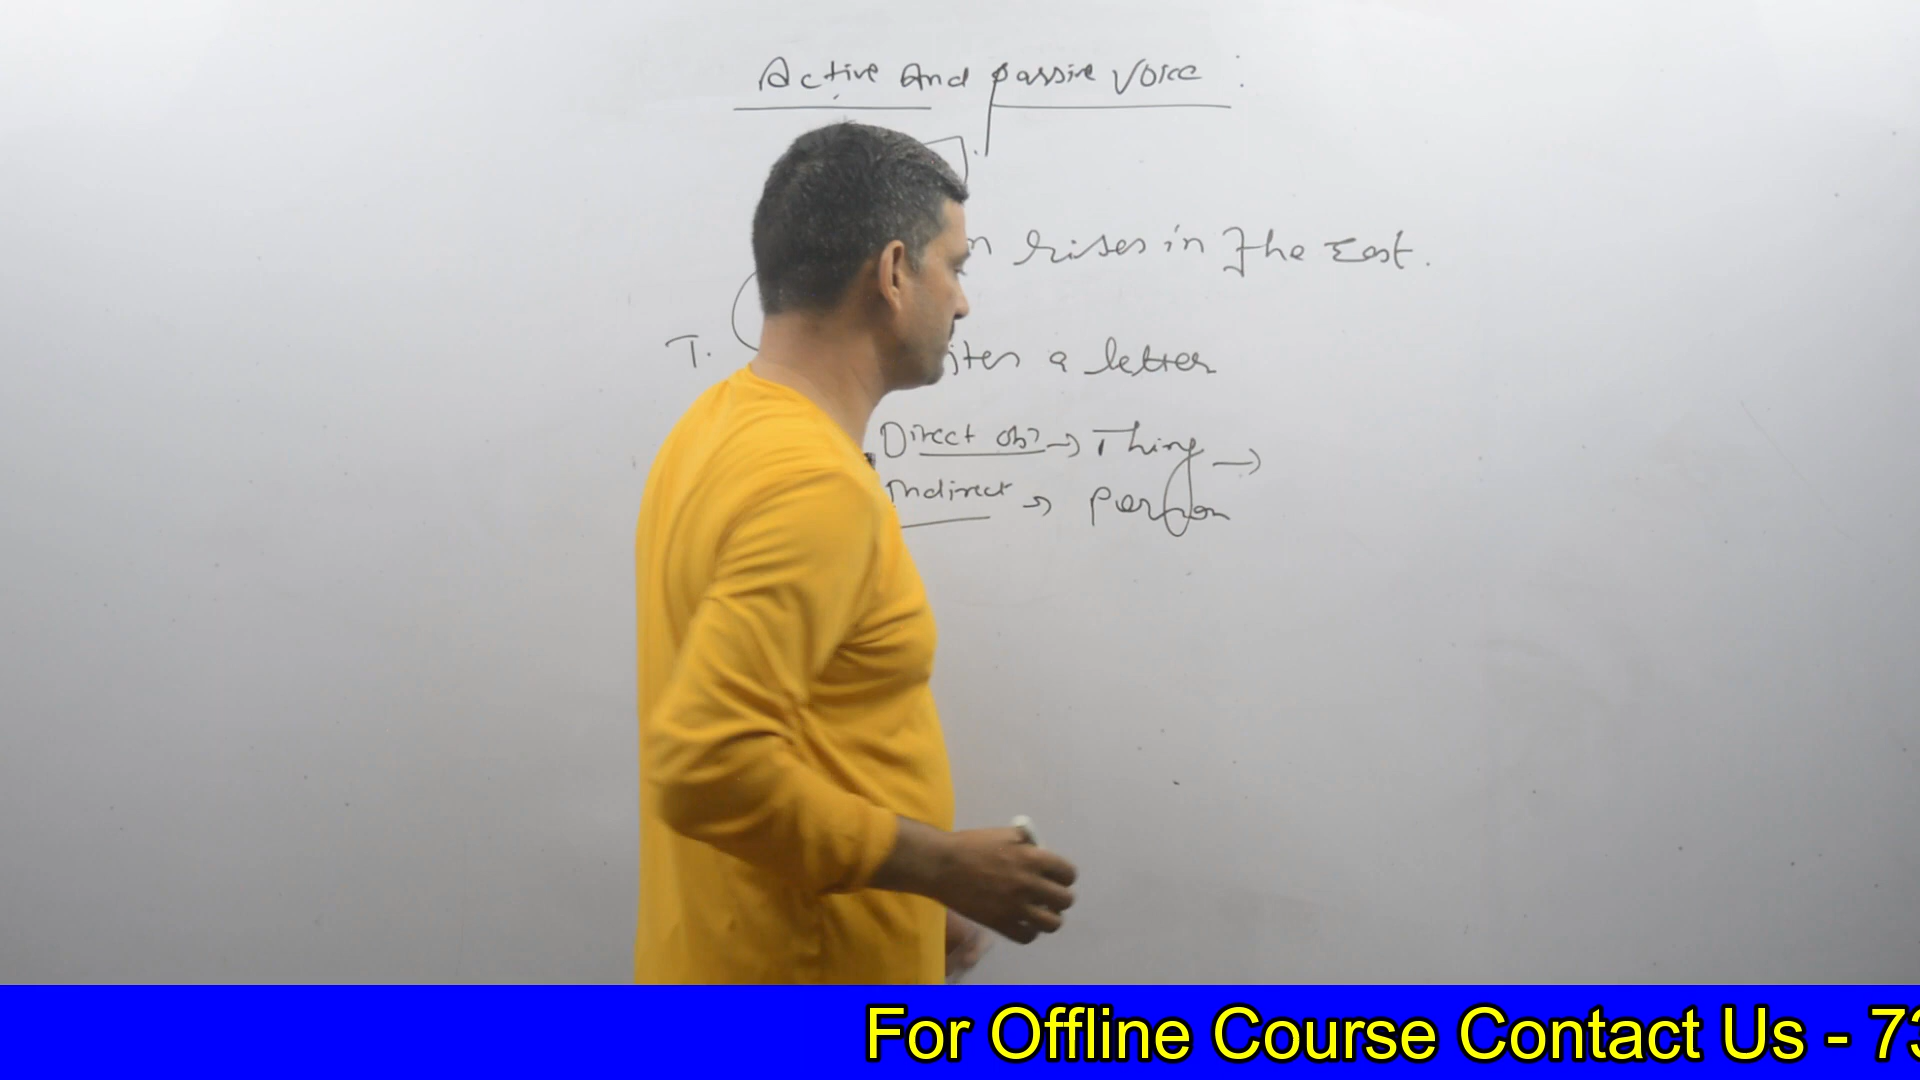 Active And passive Voice :
n rises in The East.
T. ites a letter
Direct obj → Thing →
Indirect → person
For Offline Course Contact Us - 73